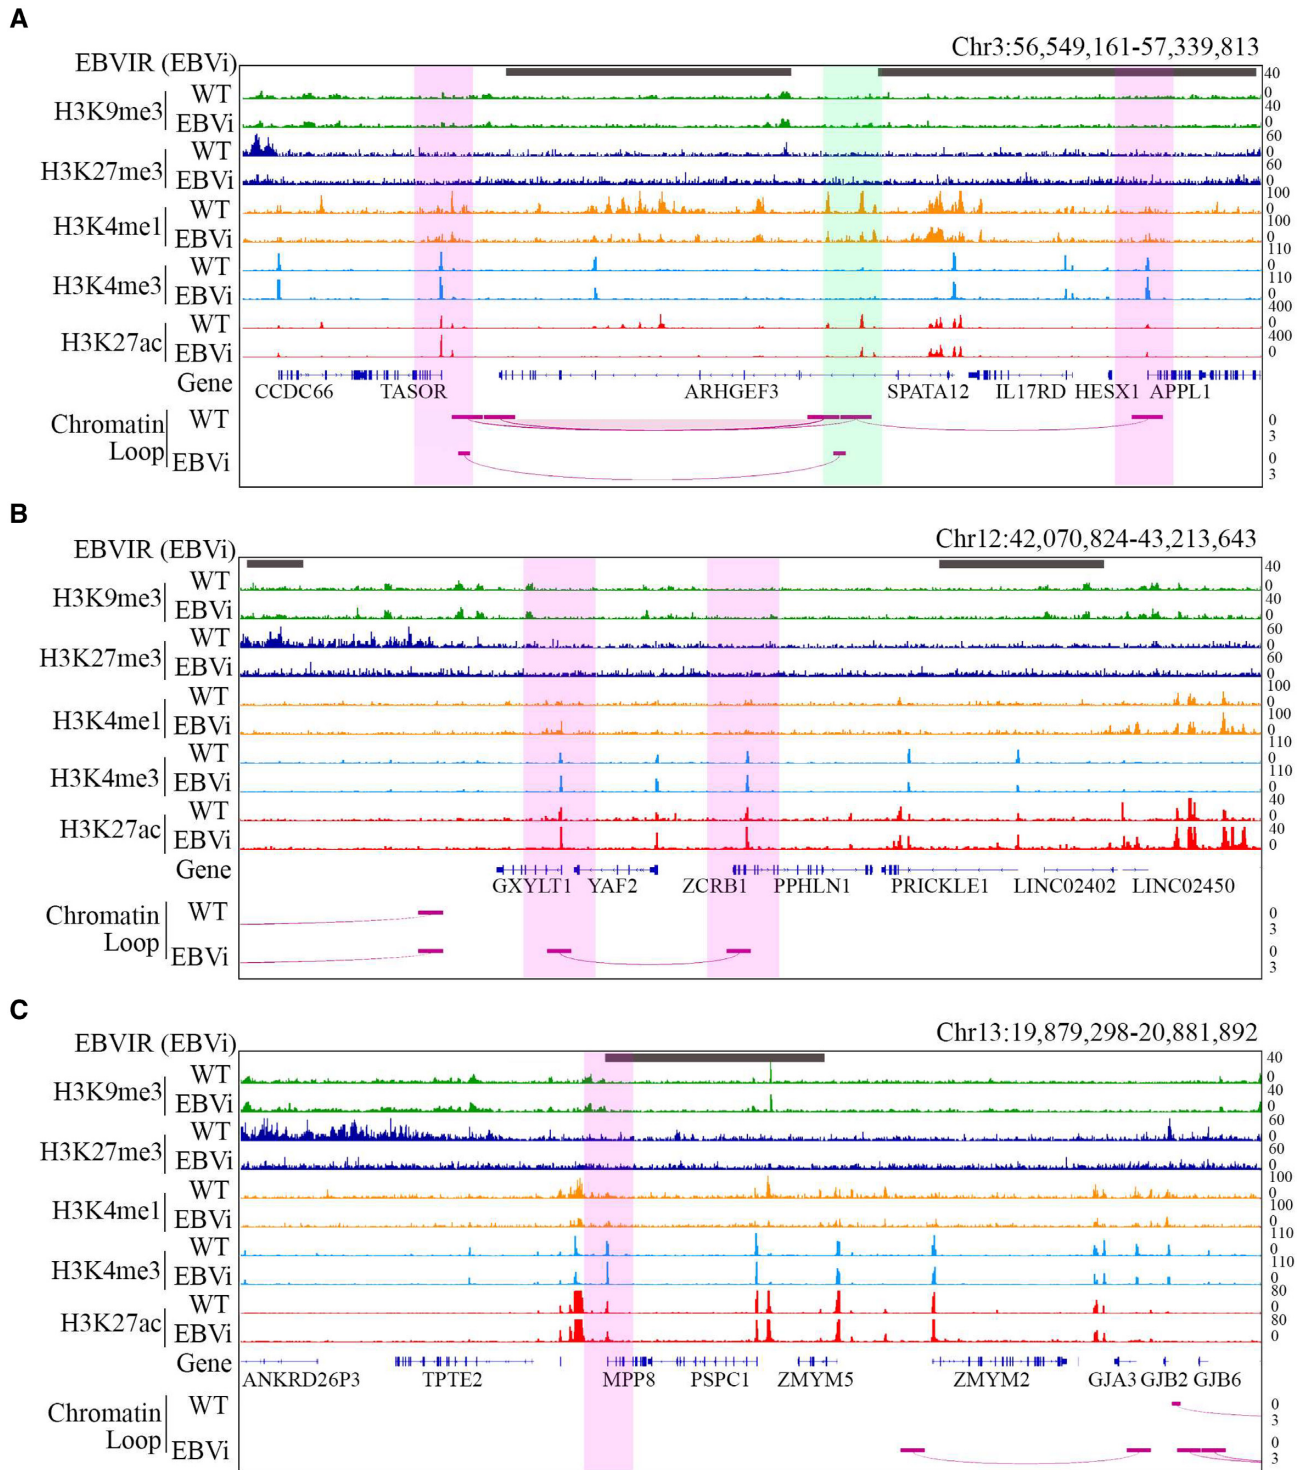 A
Chr3:56,549,161-57,339,813
EBVIR (EBVi)
H3K9me3 WT 40 0
EBVi 40 0
H3K27me3 WT 60 0
EBVi 60 0
H3K4me1 WT 100 0
EBVi 100 0
H3K4me3 WT 110 0
EBVi 110 0
H3K27ac WT 400 0
EBVi 400 0
Gene
CCDC66 TASOR ARHGEF3 SPATA12 IL17RD HESX1 APPL1
Chromatin Loop WT 0 3
EBVi 0 3
B
Chr12:42,070,824-43,213,643
EBVIR (EBVi)
H3K9me3 WT 40 0
EBVi 40 0
H3K27me3 WT 60 0
EBVi 60 0
H3K4me1 WT 100 0
EBVi 100 0
H3K4me3 WT 110 0
EBVi 110 0
H3K27ac WT 40 0
EBVi 40 0
Gene
GXYLT1 YAF2 ZCRB1 PPHLN1 PRICKLE1 LINC02402 LINC02450
Chromatin Loop WT 0 3
EBVi 0 3
C
Chr13:19,879,298-20,881,892
EBVIR (EBVi)
H3K9me3 WT 40 0
EBVi 40 0
H3K27me3 WT 60 0
EBVi 60 0
H3K4me1 WT 100 0
EBVi 100 0
H3K4me3 WT 110 0
EBVi 110 0
H3K27ac WT 80 0
EBVi 80 0
Gene
ANKRD26P3 TPTE2 MPP8 PSPC1 ZMYM5 ZMYM2 GJA3 GJB2 GJB6
Chromatin Loop WT 0 3
EBVi 0 3